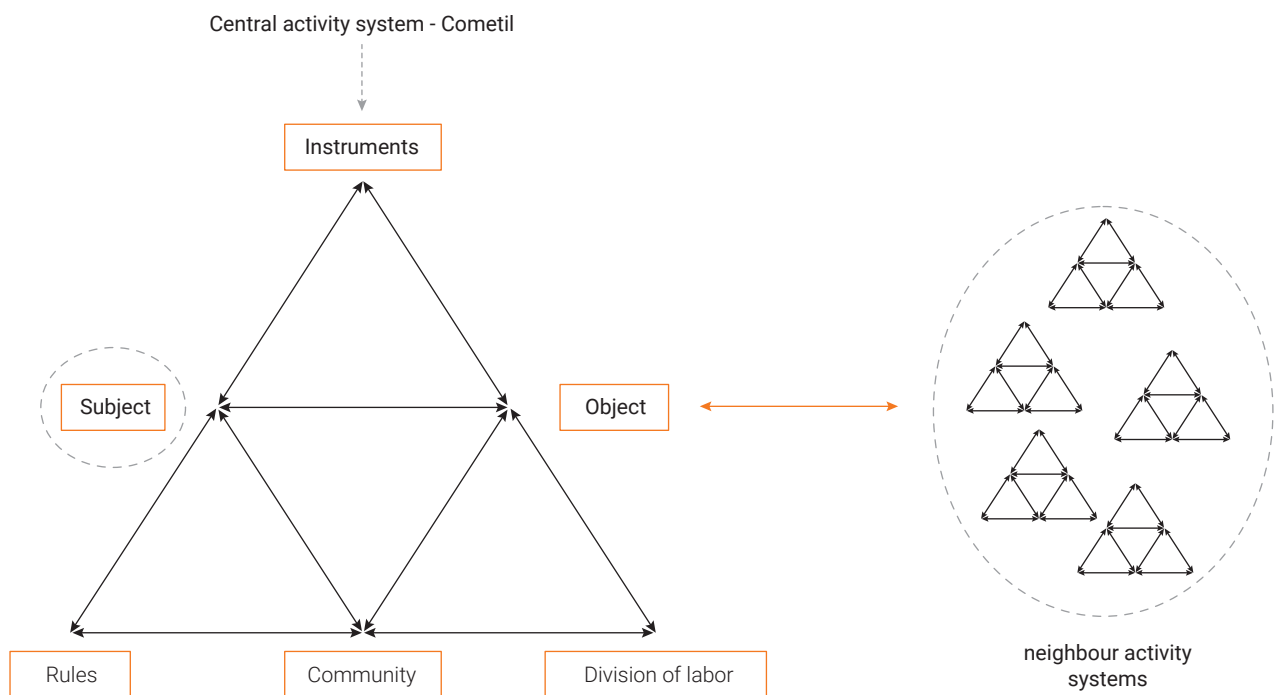 Central activity system - Cometil
Instruments
Subject
Object
Rules
Community
Division of labor
neighbour activity
systems